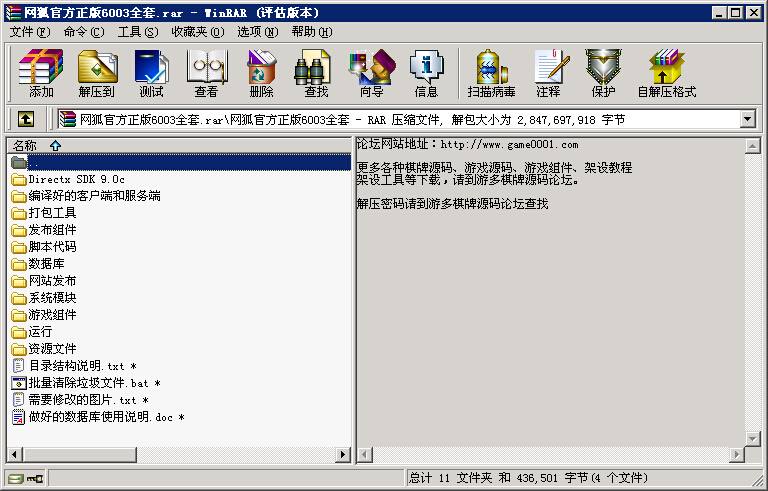 网狐官方正版6003全套.rar - WinRAR (评估版本)
文件(F) 命令(C) 工具(S) 收藏夹(O) 选项(N) 帮助(H)
添加 解压到 测试 查看 删除 查找 向导 信息 扫描病毒 注释 保护 自解压格式
网狐官方正版6003全套.rar\网狐官方正版6003全套 - RAR 压缩文件, 解包大小为 2,847,697,918 字节
名称
..
Directx SDK 9.0c
编译好的客户端和服务端
打包工具
发布组件
脚本代码
数据库
网站发布
系统模块
游戏组件
运行
资源文件
目录结构说明.txt *
批量清除垃圾文件.bat *
需要修改的图片.txt *
做好的数据库使用说明.doc *
论坛网站地址：http://www.game0001.com
更多各种棋牌源码、游戏源码、游戏组件、架设教程
架设工具等下载，请到游多棋牌源码论坛。
解压密码请到游多棋牌源码论坛查找
总计 11 文件夹 和 436,501 字节(4 个文件)